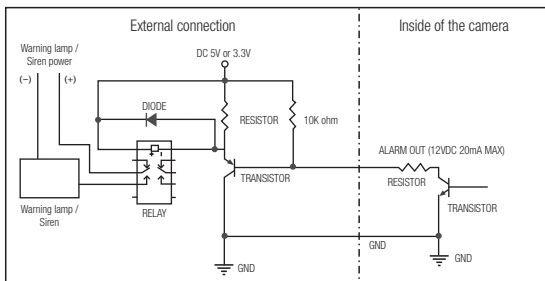 External connection
Inside of the camera
Warning lamp /
Siren power
(−)
(+)
DC 5V or 3.3V
DIODE
RESISTOR
10K ohm
ALARM OUT (12VDC 20mA MAX)
RESISTOR
TRANSISTOR
TRANSISTOR
Warning lamp /
Siren
RELAY
GND
GND
GND